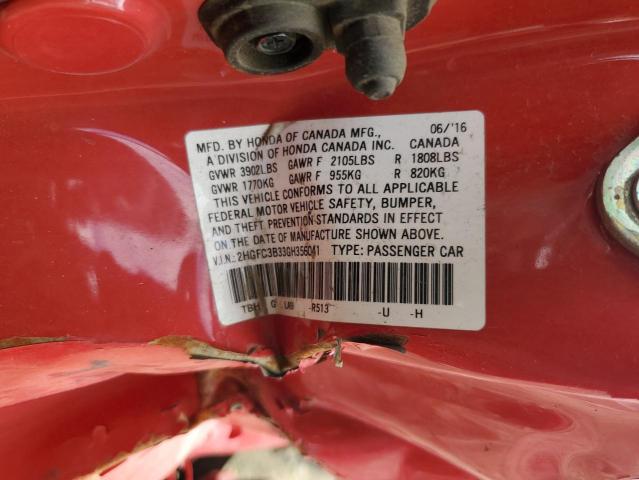 MFD. BY HONDA OF CANADA MFG., 06/'16
A DIVISION OF HONDA CANADA INC. CANADA
GVWR 3902LBS GAWR F 2105LBS R 1808LBS
GVWR 1770KG GAWR F 955KG R 820KG
THIS VEHICLE CONFORMS TO ALL APPLICABLE
FEDERAL MOTOR VEHICLE SAFETY, BUMPER,
AND THEFT PREVENTION STANDARDS IN EFFECT
ON THE DATE OF MANUFACTURE SHOWN ABOVE.
V.I.N.: 2HGFC3B33GH356041 TYPE: PASSENGER CAR
TBH G UB -R513 -U -H